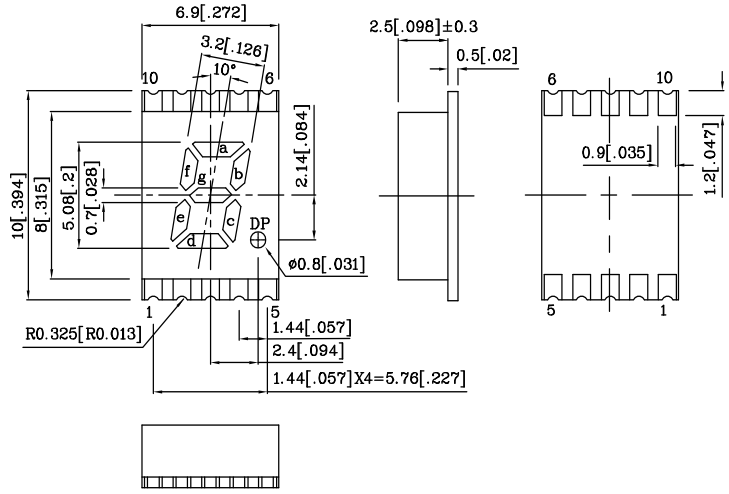 6.9[.272]
3.2[.126]
10°
10
6
a
f
b
g
e
c
d
DP
10[.394]
8[.315]
5.08[.2]
0.7[.028]
2.14[.084]
ø0.8[.031]
1
5
R0.325[R0.013]
1.44[.057]
2.4[.094]
1.44[.057]X4=5.76[.227]
2.5[.098]±0.3
0.5[.02]
6
10
0.9[.035]
1.2[.047]
5
1